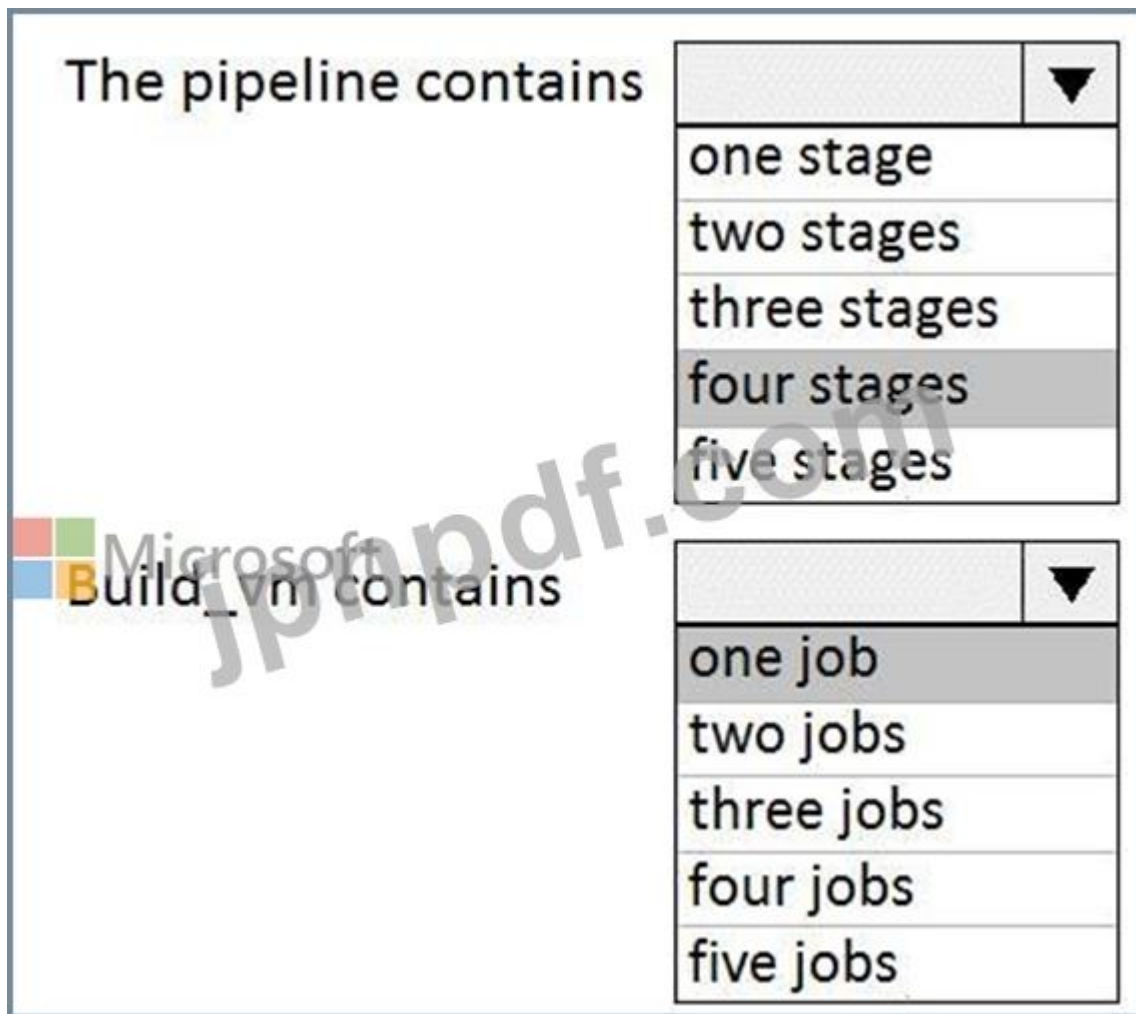 The pipeline contains
one stage
two stages
three stages
four stages
five stages
Microsoft
jpnpdf.com
Build_vm contains
one job
two jobs
three jobs
four jobs
five jobs